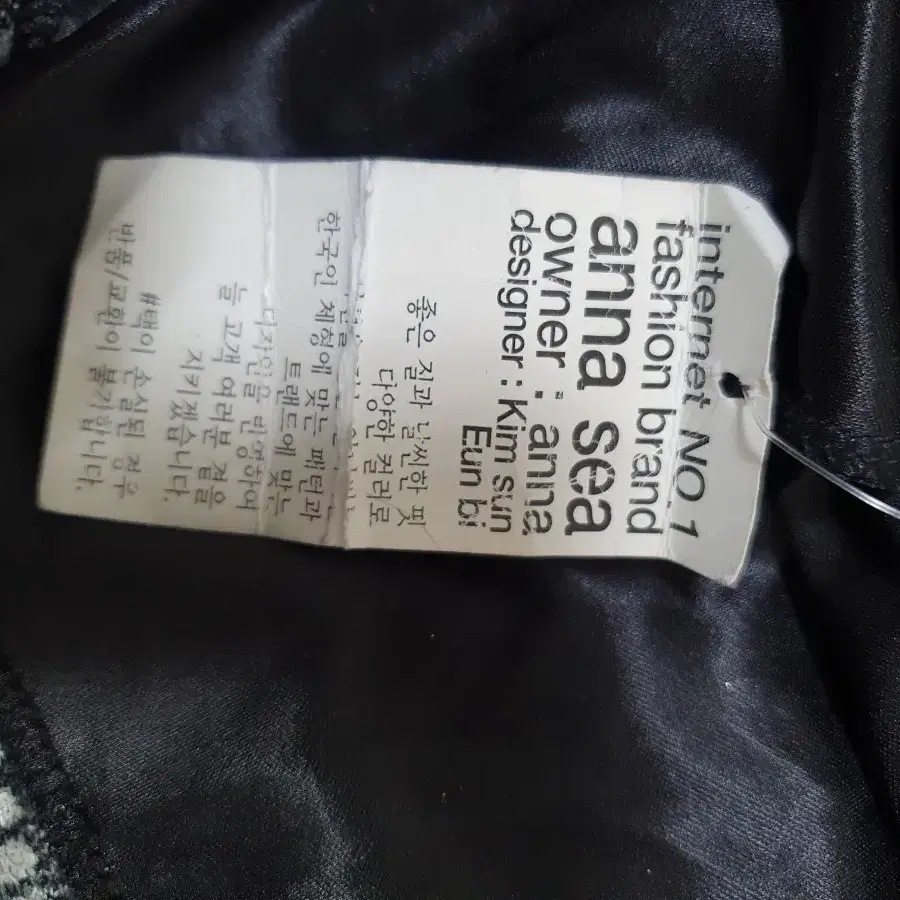 internet NO.1
fashion brand
anna sea
owner : anna
designer : Kim sun
Eun bi
좋은 질과 날씬한 핏
다양한 컬러로
한국인 체형에 맞는 패턴과
트랜드에 맞는
디자인을 반영하여
늘 고객 여러분 곁을
지키겠습니다.
#택이 손실된 경우
반품/교환이 불가합니다.